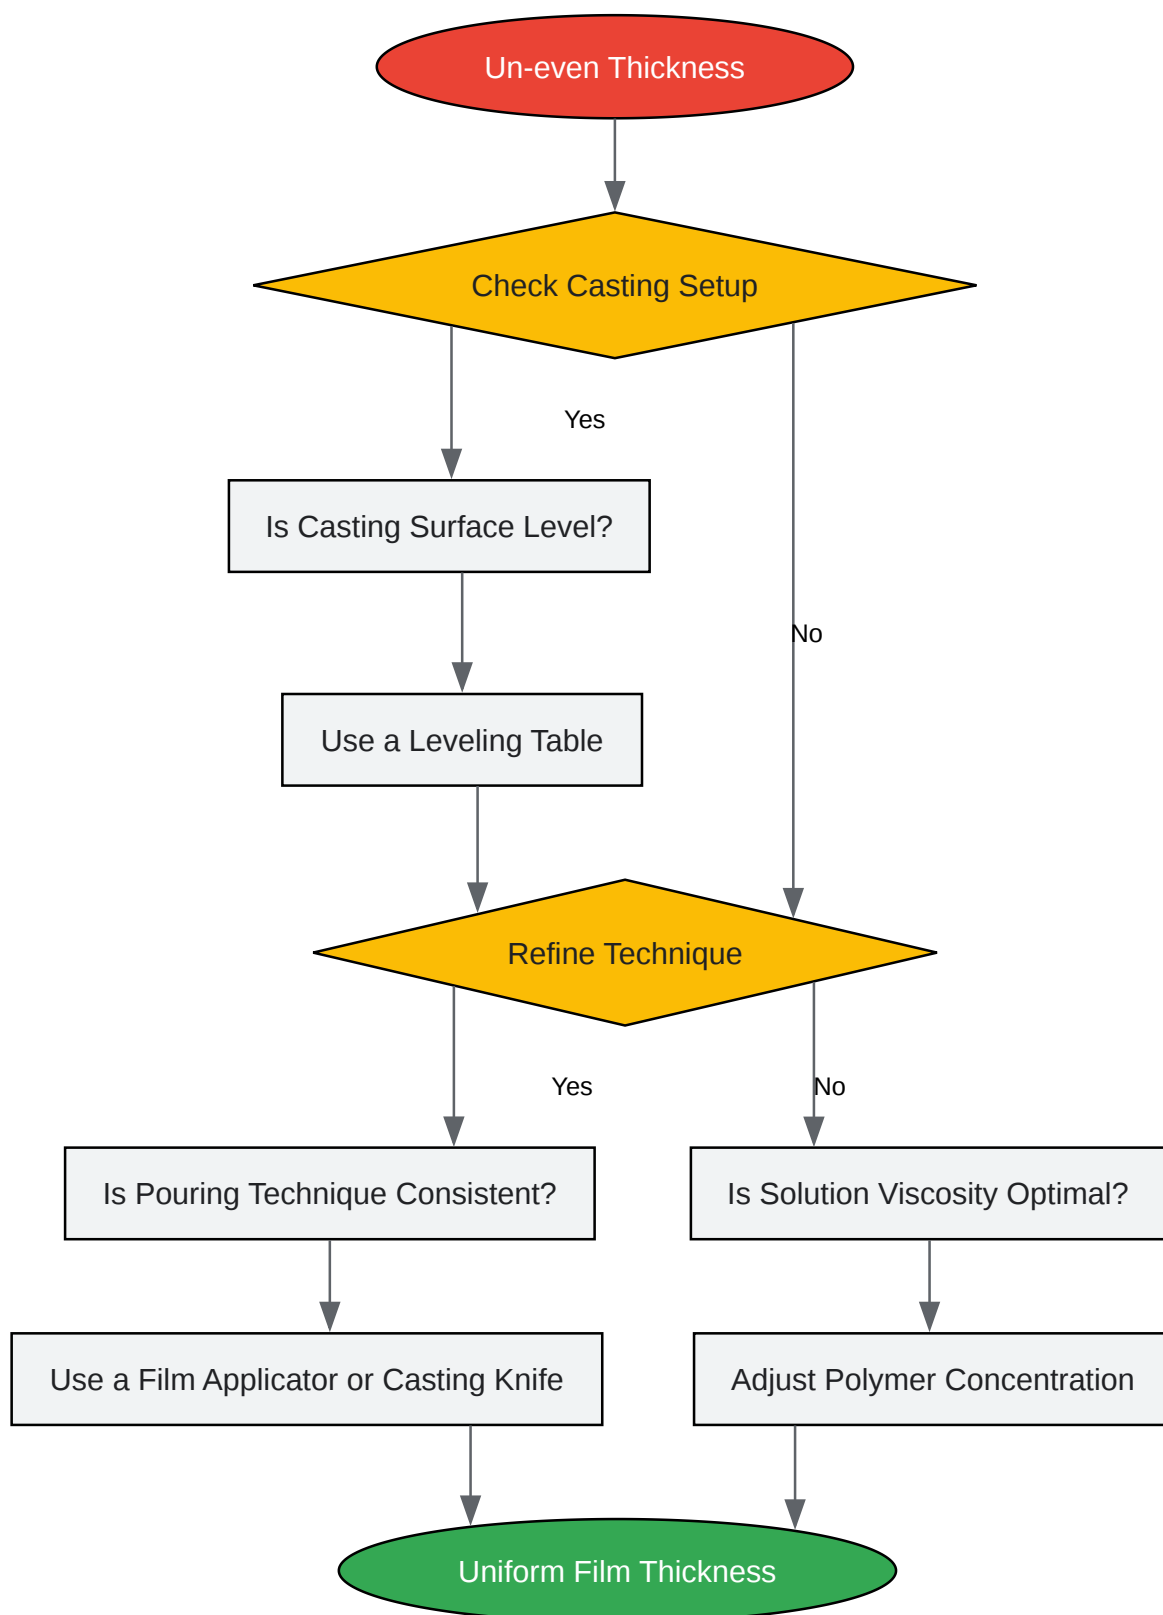 Un-even Thickness
Check Casting Setup
Yes
Is Casting Surface Level?
No
Use a Leveling Table
Refine Technique
Yes
No
Is Pouring Technique Consistent?
Is Solution Viscosity Optimal?
Use a Film Applicator or Casting Knife
Adjust Polymer Concentration
Uniform Film Thickness